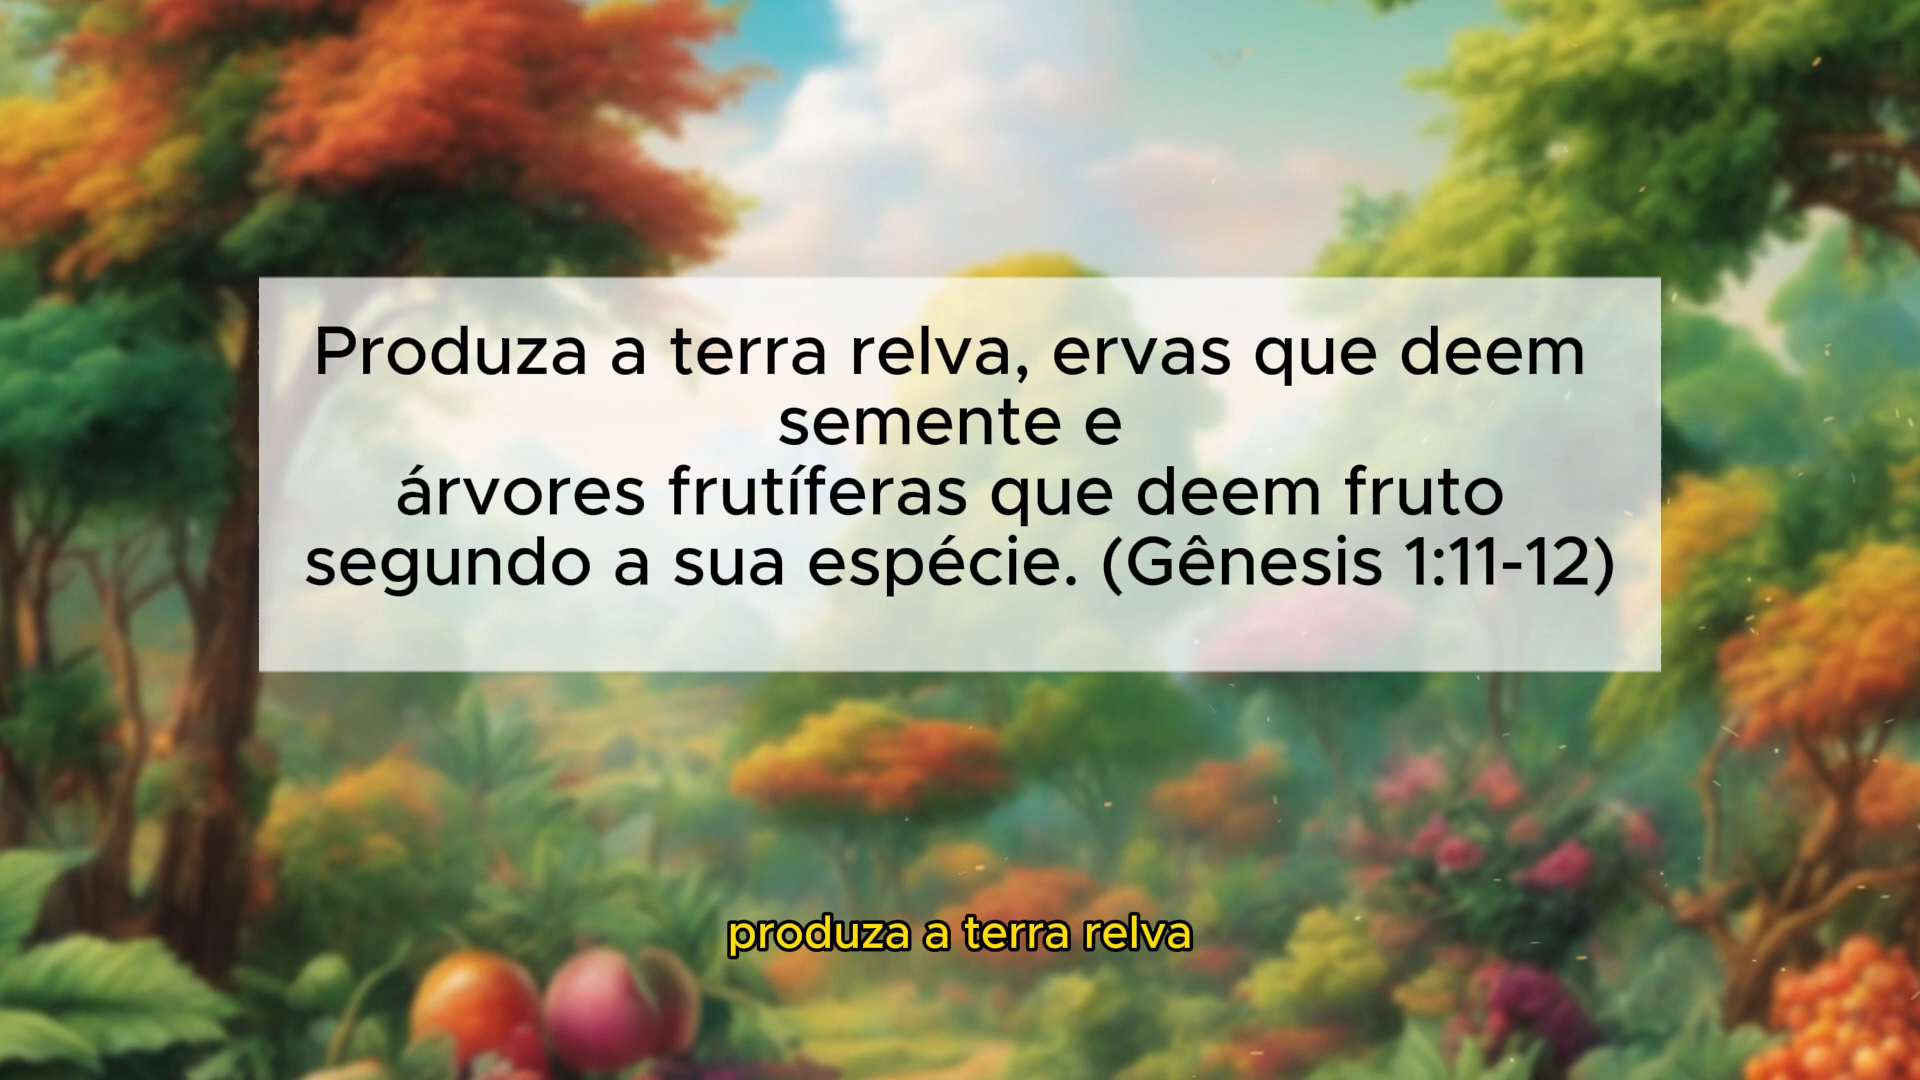 Produza a terra relva, ervas que deem
semente e
árvores frutíferas que deem fruto
segundo a sua espécie. (Gênesis 1:11-12)
produza a terra relva